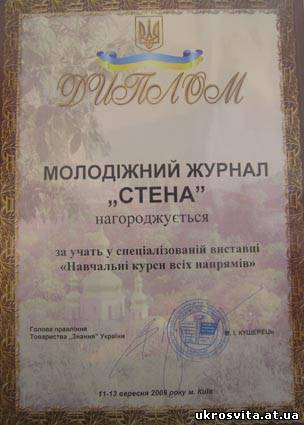 ДИПЛОМ
МОЛОДІЖНИЙ ЖУРНАЛ
„СТЕНА”
нагороджується
за учать у спеціалізованій виставці
«Навчальні курси всіх напрямів»
Голова правління
Товариства „Знання” України
В. І. КУШЕРЕЦЬ
11-13 вересня 2009 року м. Київ
ukrosvita.at.ua